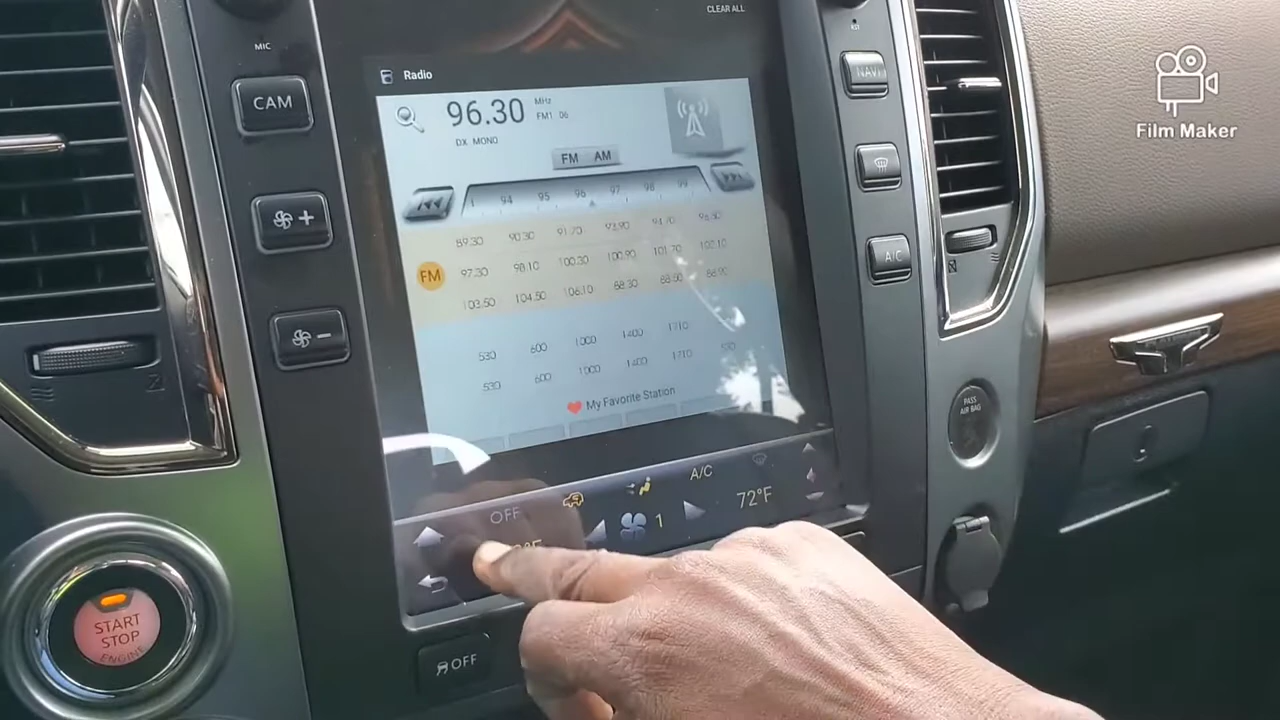 CLEAR ALL
MIC
Radio
CAM
NAVI
96.30 MHz
FM1 06
DX MONO
FM AM
94 95 96 97 98 99
89.30 90.30 91.70 93.90 94.70 96.30
FM
97.30 98.10 100.30 100.90 101.70 102.10
103.50 104.50 106.10 88.30 88.50 88.90
530 600 1000 1400 1710
530 600 1000 1400 1710 530
My Favorite Station
A/C
PASS
AIR BAG
OFF
A/C
1
72°F
START
STOP
ENGINE
OFF
Film Maker